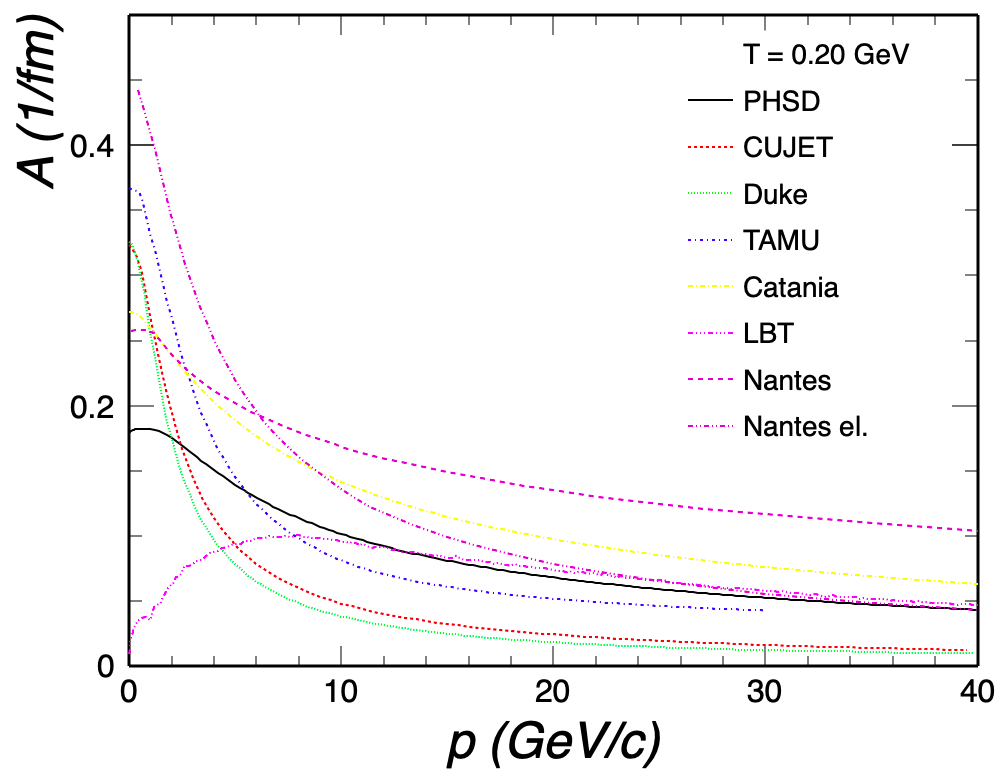 A (1/fm)
0.4
0.2
0
0
10
20
30
40
p (GeV/c)
T = 0.20 GeV
PHSD
CUJET
Duke
TAMU
Catania
LBT
Nantes
Nantes el.